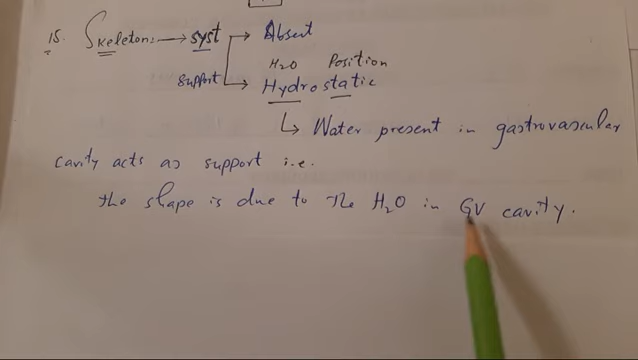 15. Skeleton:→ syst → Absent
H2O Position
Support → Hydrostatic
↳ Water present in gastrovascular
cavity acts as support i.e.
the shape is due to The H2O in GV cavity.